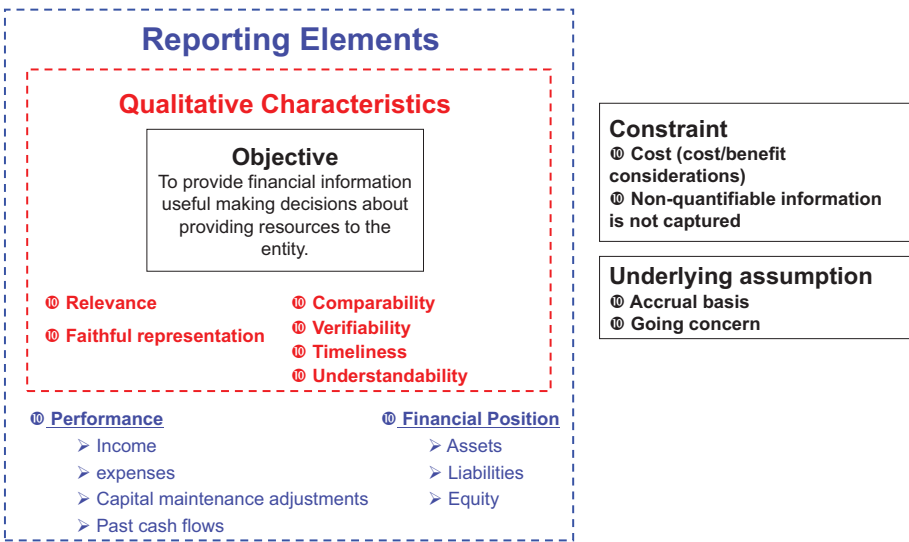 Reporting Elements
Qualitative Characteristics
Objective
To provide financial information
useful making decisions about
providing resources to the
entity.
❿ Relevance
❿ Faithful representation
❿ Comparability
❿ Verifiability
❿ Timeliness
❿ Understandability
❿ Performance
➢ Income
➢ expenses
➢ Capital maintenance adjustments
➢ Past cash flows
❿ Financial Position
➢ Assets
➢ Liabilities
➢ Equity
Constraint
❿ Cost (cost/benefit
considerations)
❿ Non-quantifiable information
is not captured
Underlying assumption
❿ Accrual basis
❿ Going concern